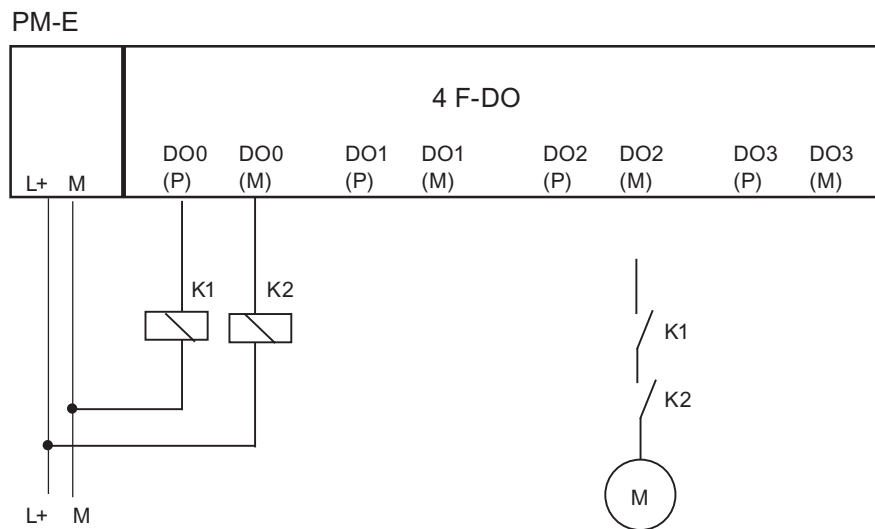 PM-E
4 F-DO
DO0 DO0 DO1 DO1 DO2 DO2 DO3 DO3
L+ M (P) (M) (P) (M) (P) (M) (P) (M)
K1 K2
K1
K2
M
L+ M